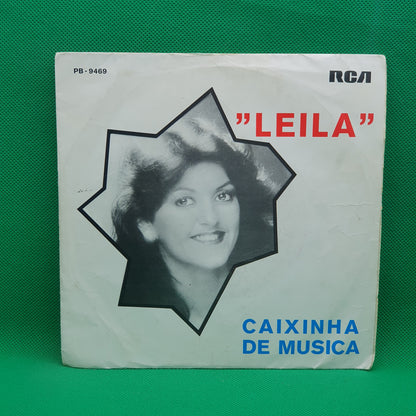 PB-9469
RCA
"LEILA"
CAIXINHA
DE MUSICA